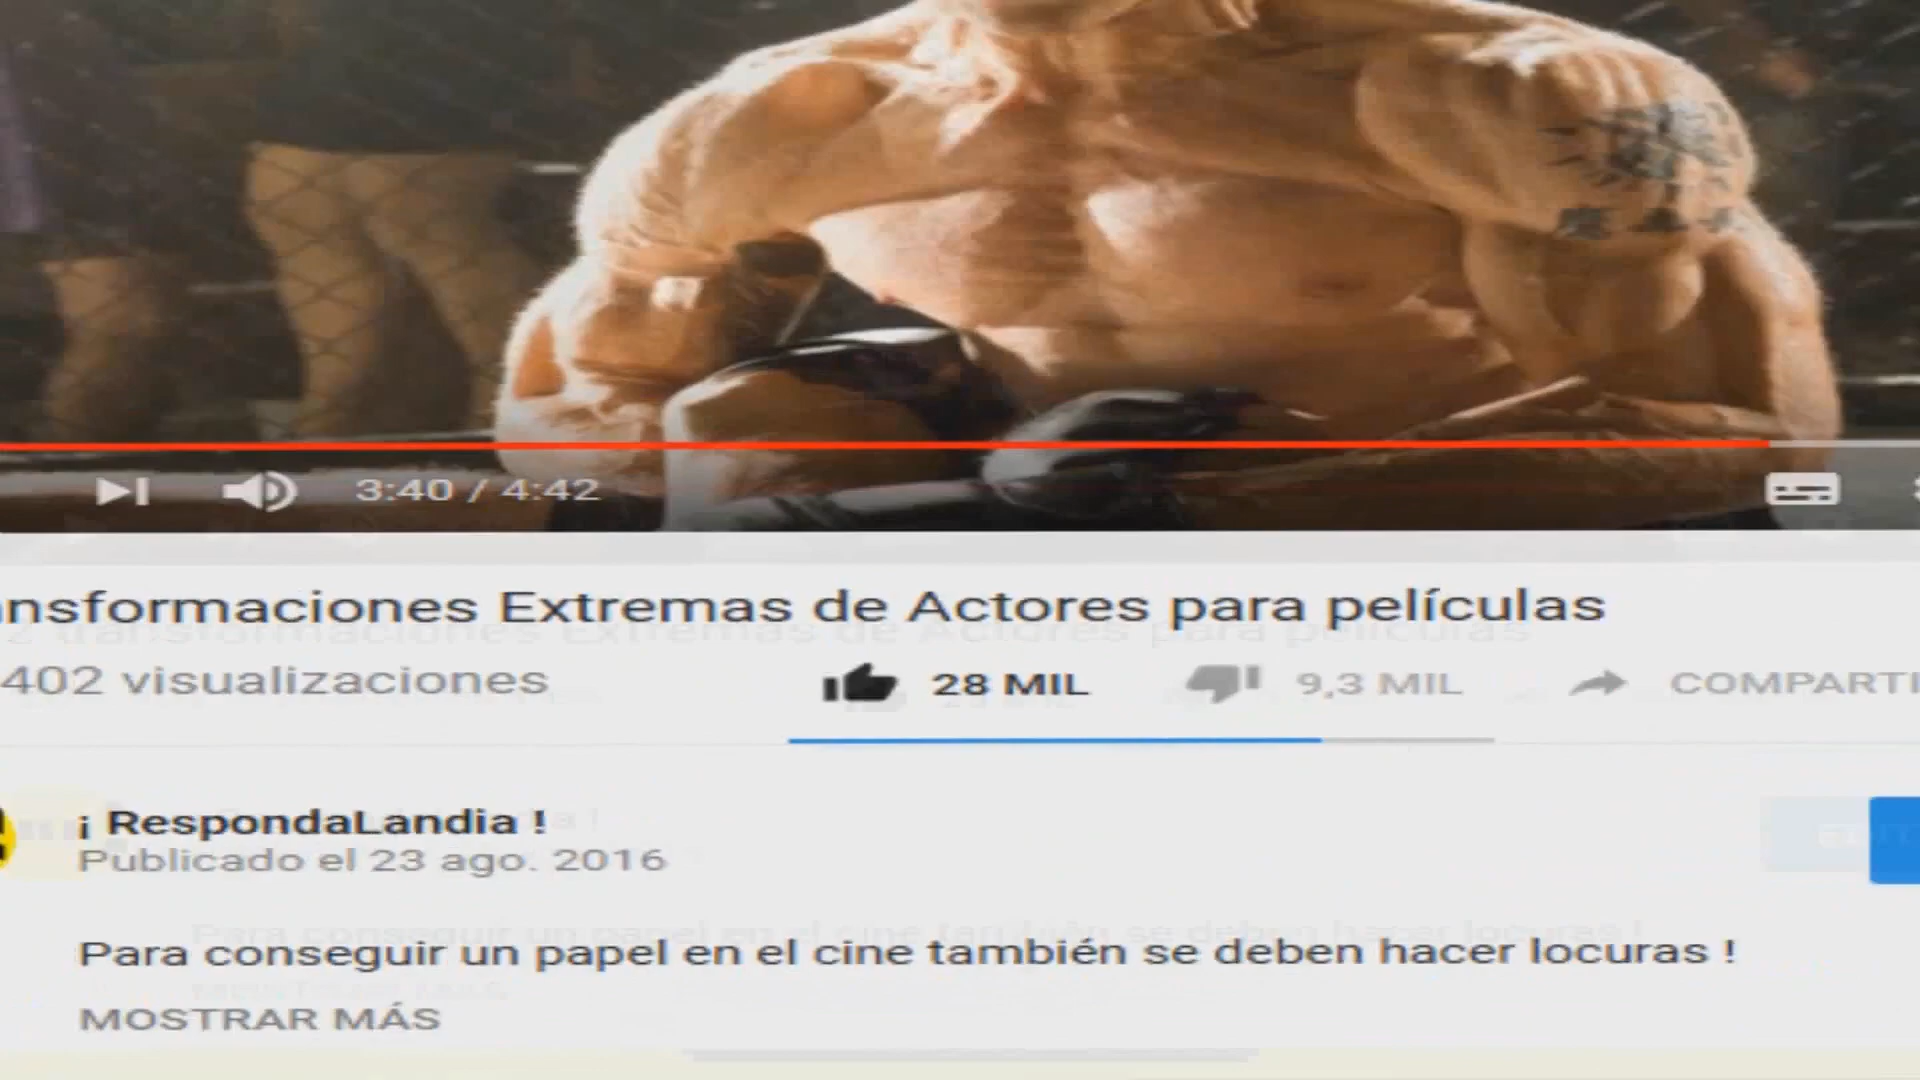 3:40 / 4:42
nsformaciones Extremas de Actores para películas
402 visualizaciones 28 MIL 9,3 MIL COMPARTI
¡ RespondaLandia !
Publicado el 23 ago. 2016
Para conseguir un papel en el cine también se deben hacer locuras !
MOSTRAR MÁS